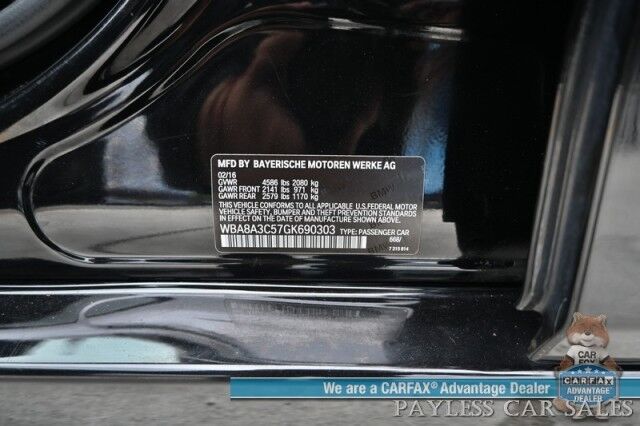 MFD BY BAYERISCHE MOTOREN WERKE AG
02/16
GVWR 4586 lbs 2080 kg
GAWR FRONT 2141 lbs 971 kg
GAWR REAR 2579 lbs 1170 kg
THIS VEHICLE CONFORMS TO ALL APPLICABLE U.S. FEDERAL MOTOR
VEHICLE SAFETY, BUMPER AND THEFT PREVENTION STANDARDS
IN EFFECT ON THE DATE OF MANUFACTURE SHOWN ABOVE.
WBA8A3C57GK690303 TYPE: PASSENGER CAR
668/
CAR
FOX
CARFAX
ADVANTAGE
DEALER
We are a CARFAX® Advantage Dealer
PAYLESS CAR SALES